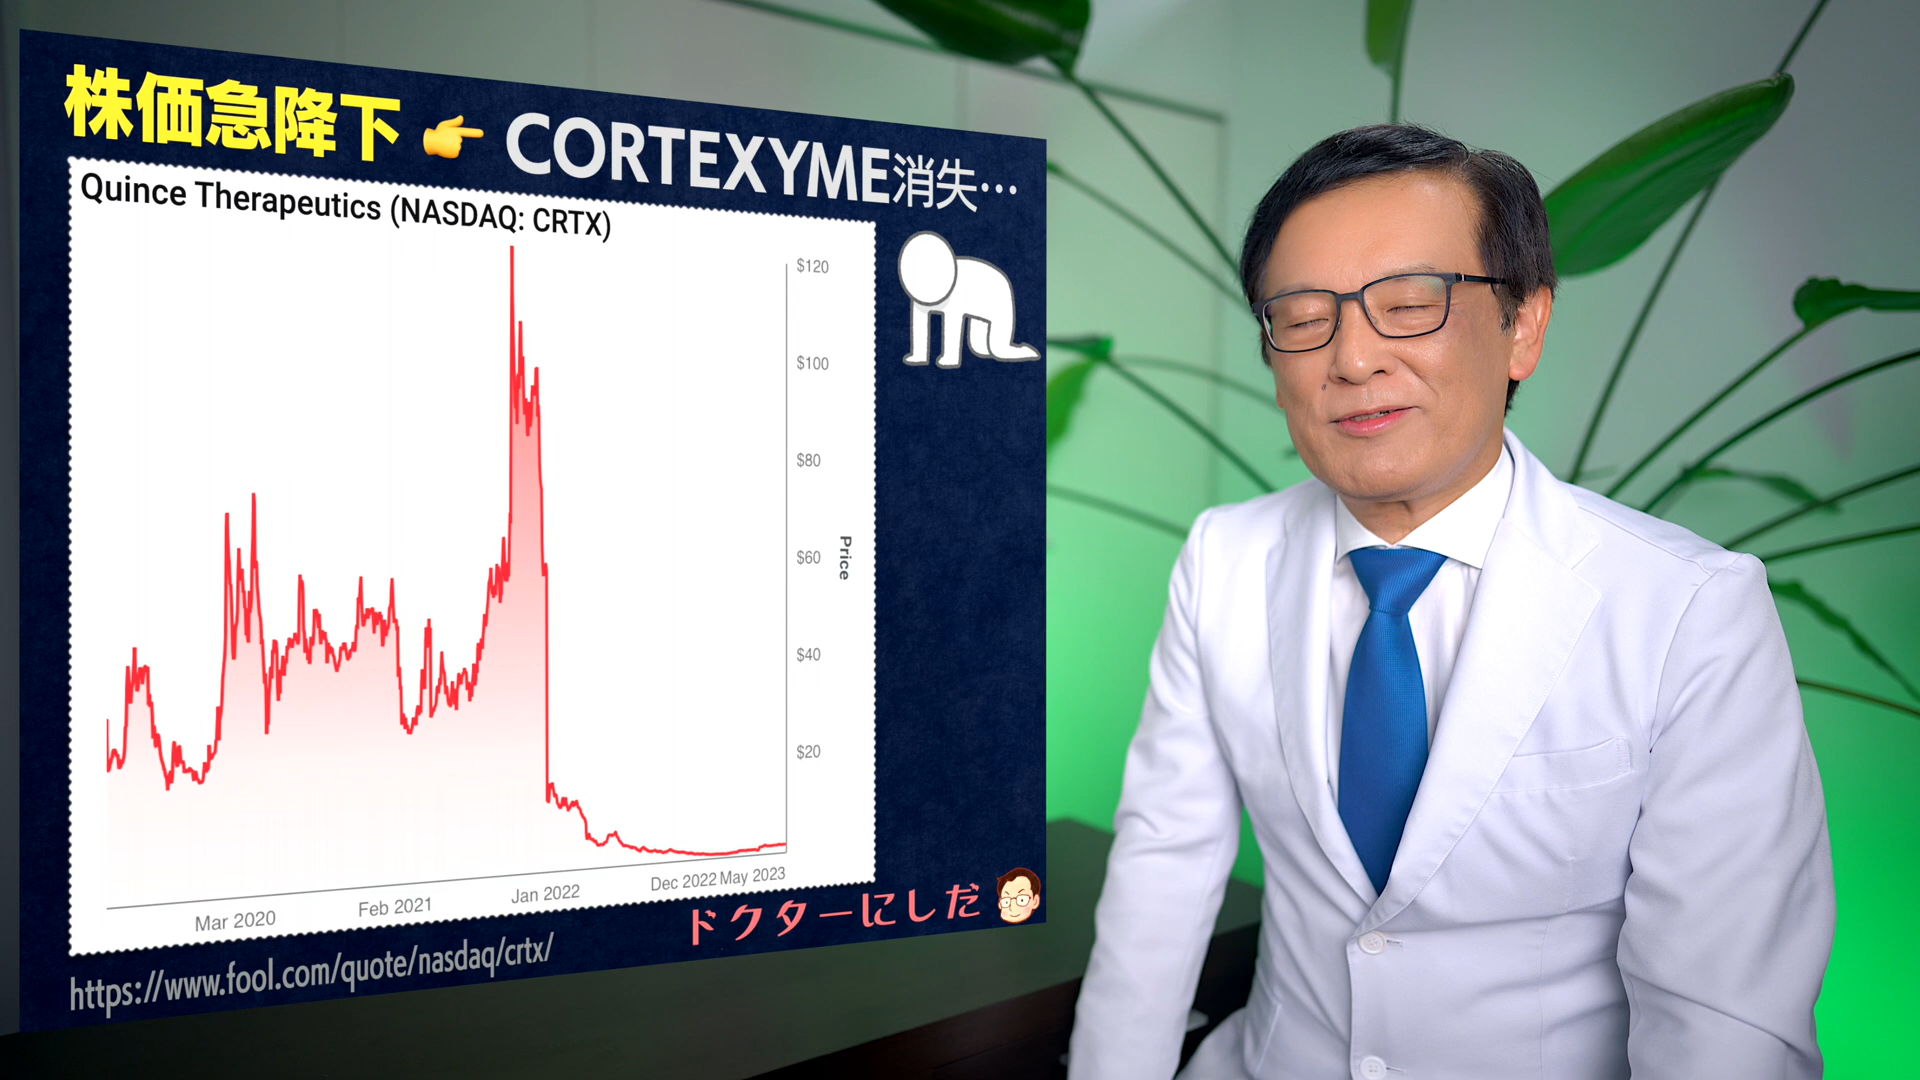 株価急降下 👉 CORTEXYME消失…
Quince Therapeutics (NASDAQ: CRTX)
$120
$100
$80
$60
$40
$20
Price
Mar 2020
Feb 2021
Jan 2022
Dec 2022
May 2023
ドクターにしだ
https://www.fool.com/quote/nasdaq/crtx/